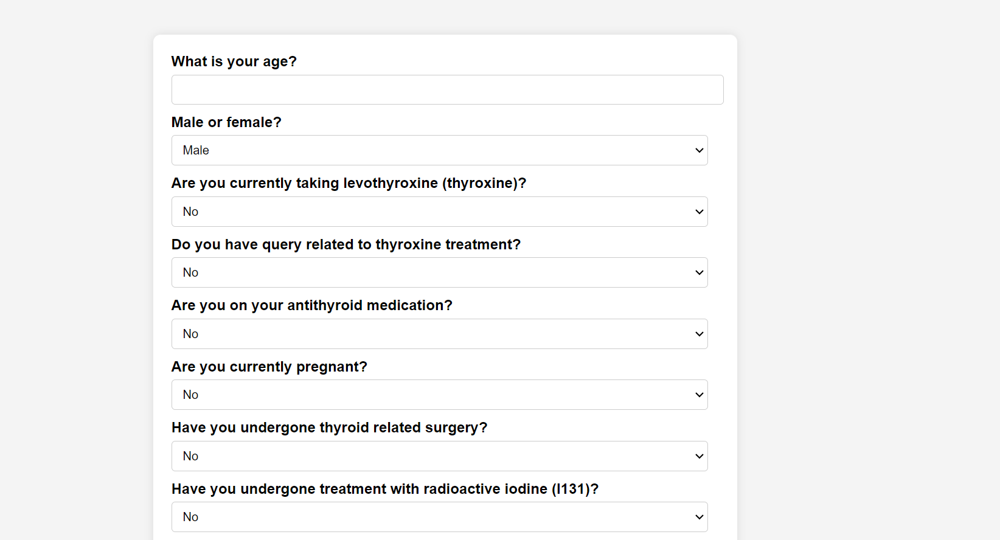 What is your age?
Male or female?
Male
Are you currently taking levothyroxine (thyroxine)?
No
Do you have query related to thyroxine treatment?
No
Are you on your antithyroid medication?
No
Are you currently pregnant?
No
Have you undergone thyroid related surgery?
No
Have you undergone treatment with radioactive iodine (I131)?
No